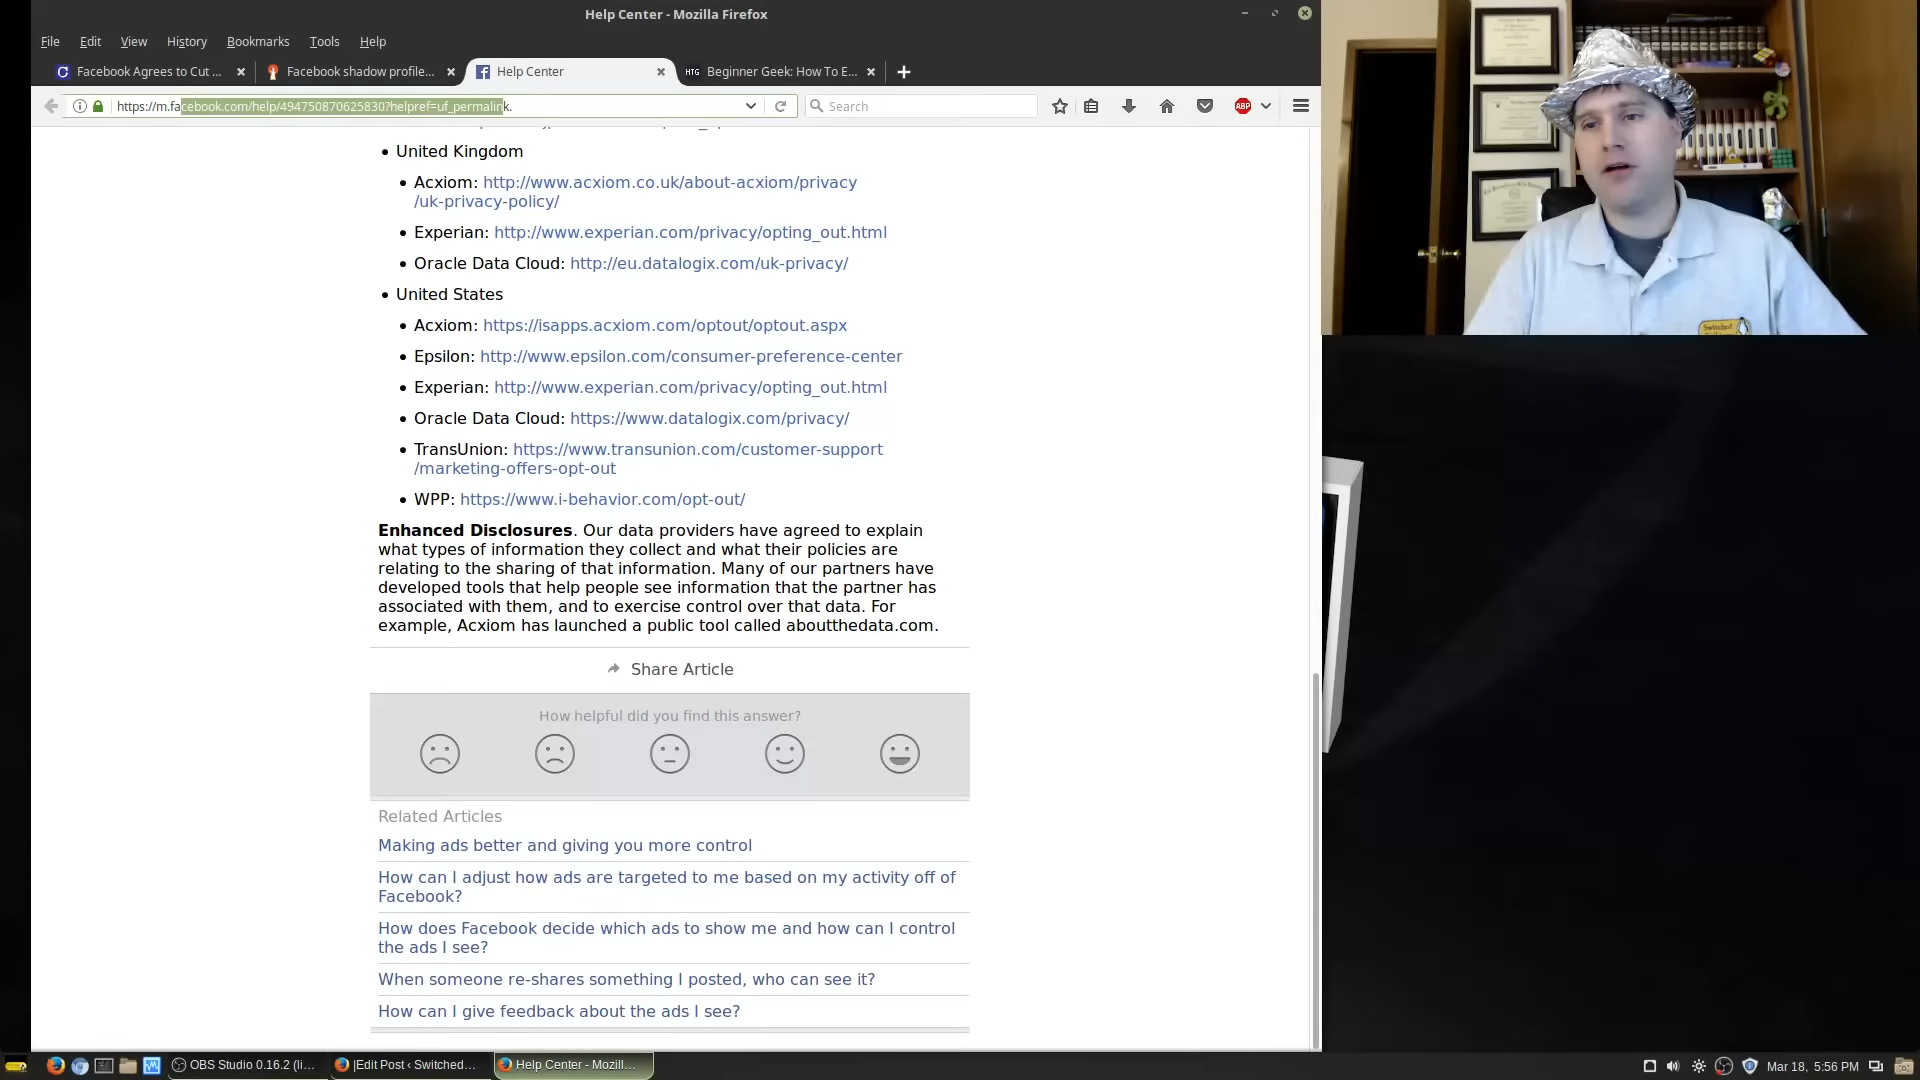 Help Center - Mozilla Firefox
File Edit View History Bookmarks Tools Help
Facebook Agrees to Cut ...
Facebook shadow profile...
Help Center
HTG Beginner Geek: How To E...
https://m.facebook.com/help/494750870625830?helpref=uf_permalink.
Search
ABP
United Kingdom
Acxiom: http://www.acxiom.co.uk/about-acxiom/privacy
/uk-privacy-policy/
Experian: http://www.experian.com/privacy/opting_out.html
Oracle Data Cloud: http://eu.datalogix.com/uk-privacy/
United States
Acxiom: https://isapps.acxiom.com/optout/optout.aspx
Epsilon: http://www.epsilon.com/consumer-preference-center
Experian: http://www.experian.com/privacy/opting_out.html
Oracle Data Cloud: https://www.datalogix.com/privacy/
TransUnion: https://www.transunion.com/customer-support
/marketing-offers-opt-out
WPP: https://www.i-behavior.com/opt-out/
Enhanced Disclosures. Our data providers have agreed to explain
what types of information they collect and what their policies are
relating to the sharing of that information. Many of our partners have
developed tools that help people see information that the partner has
associated with them, and to exercise control over that data. For
example, Acxiom has launched a public tool called aboutthedata.com.
Share Article
How helpful did you find this answer?
Related Articles
Making ads better and giving you more control
How can I adjust how ads are targeted to me based on my activity off of
Facebook?
How does Facebook decide which ads to show me and how can I control
the ads I see?
When someone re-shares something I posted, who can see it?
How can I give feedback about the ads I see?
Switched
OBS Studio 0.16.2 (li...
|Edit Post ‹ Switched...
Help Center - Mozill...
Mar 18, 5:56 PM